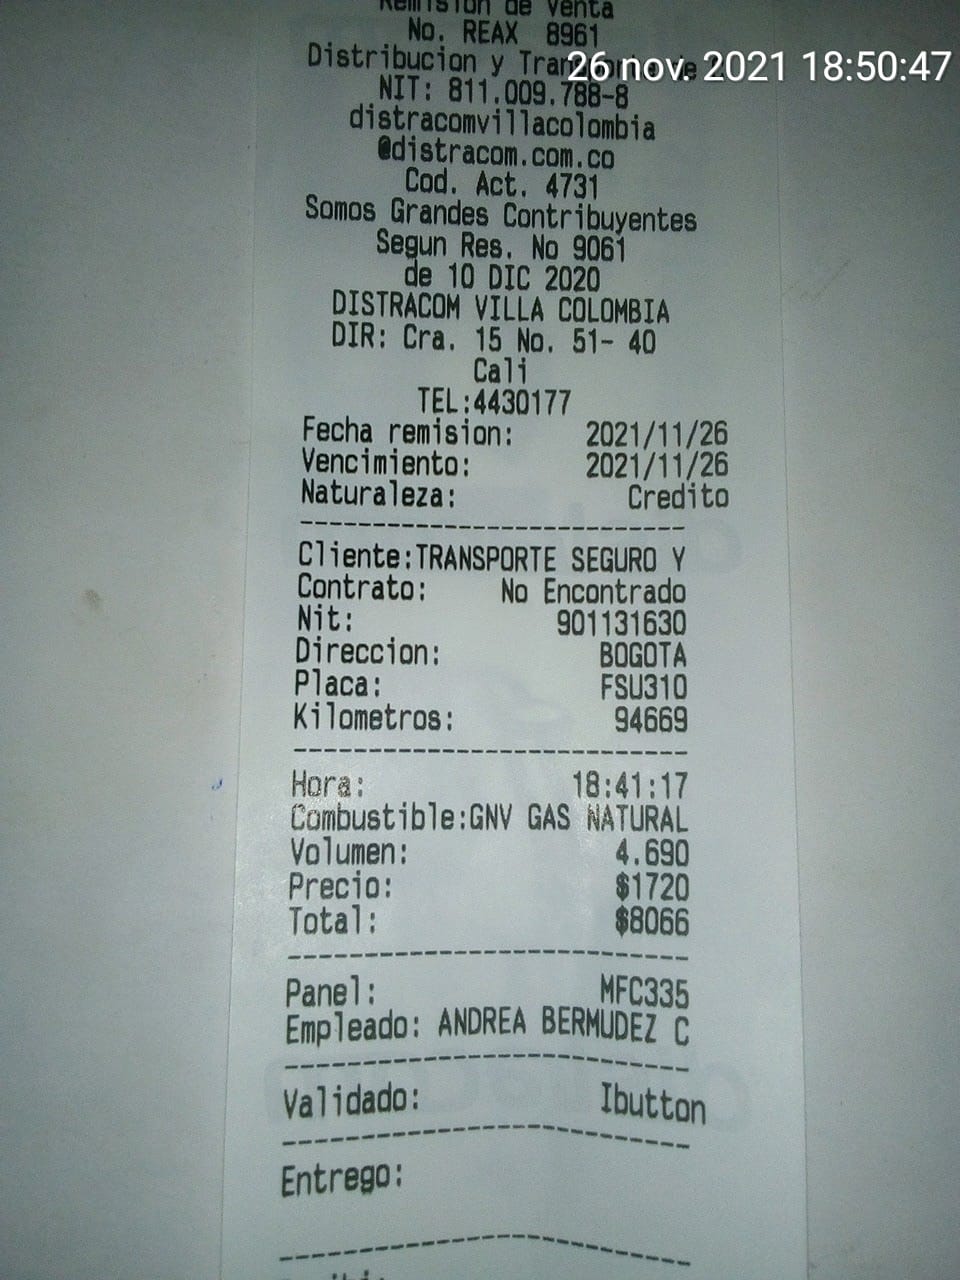 Remision de Venta
No. REAX 8961
Distribucion y
26 nov. 2021 18:50:47
NIT: 811.009.788-8
distracomvillacolombia
@distracom.com.co
Cod. Act. 4731
Somos Grandes Contribuyentes
Segun Res. No 9061
de 10 DIC 2020
DISTRACOM VILLA COLOMBIA
DIR: Cra. 15 No. 51- 40
Cali
TEL:4430177
Fecha remision: 2021/11/26
Vencimiento: 2021/11/26
Naturaleza: Credito
Cliente:TRANSPORTE SEGURO Y
Contrato: No Encontrado
Nit: 901131630
Direccion: BOGOTA
Placa: FSU310
Kilometros: 94669
Hora: 18:41:17
Combustible:GNV GAS NATURAL
Volumen: 4.690
Precio: $1720
Total: $8066
Panel: MFC335
Empleado: ANDREA BERMUDEZ C
Validado: Ibutton
Entrego: